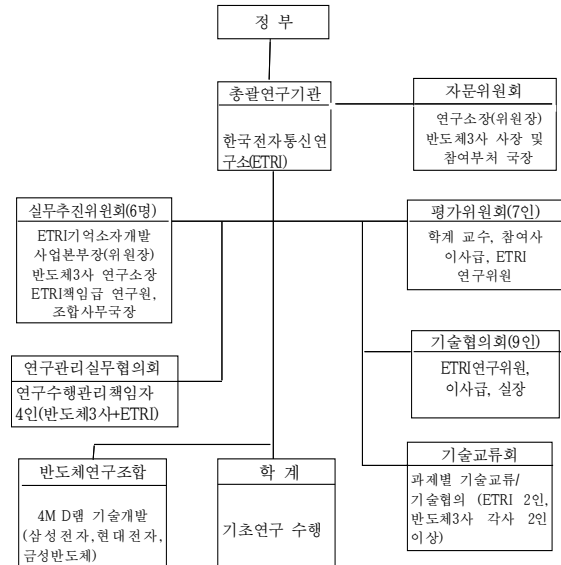 정 부
총괄연구기관
한국전자통신연
구소(ETRI)
자문위원회
연구소장(위원장)
반도체3사 사장 및
참여부처 국장
실무추진위원회(6명)
ETRI기억소자개발
사업본부장(위원장)
반도체3사 연구소장
ETRI책임급 연구원,
조합사무국장
평가위원회(7인)
학계 교수, 참여사
이사급, ETRI
연구위원
연구관리실무협의회
연구수행관리책임자
4인(반도체3사+ETRI)
기술협의회(9인)
ETRI연구위원,
이사급, 실장
반도체연구조합
4M D램 기술개발
(삼성전자,현대전자,
금성반도체)
학 계
기초연구 수행
기술교류회
과제별 기술교류/
기술협의 (ETRI 2인,
반도체3사 각사 2인
이상)